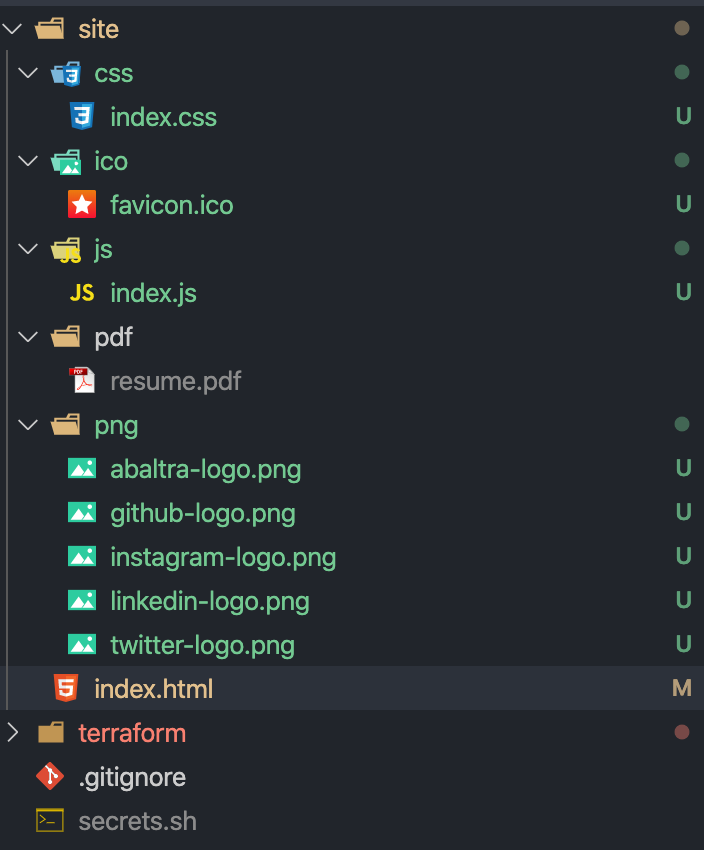 site
css
index.css U
ico
favicon.ico U
js
JS index.js U
pdf
resume.pdf
png
abaltra-logo.png U
github-logo.png U
instagram-logo.png U
linkedin-logo.png U
twitter-logo.png U
index.html M
terraform
.gitignore
secrets.sh